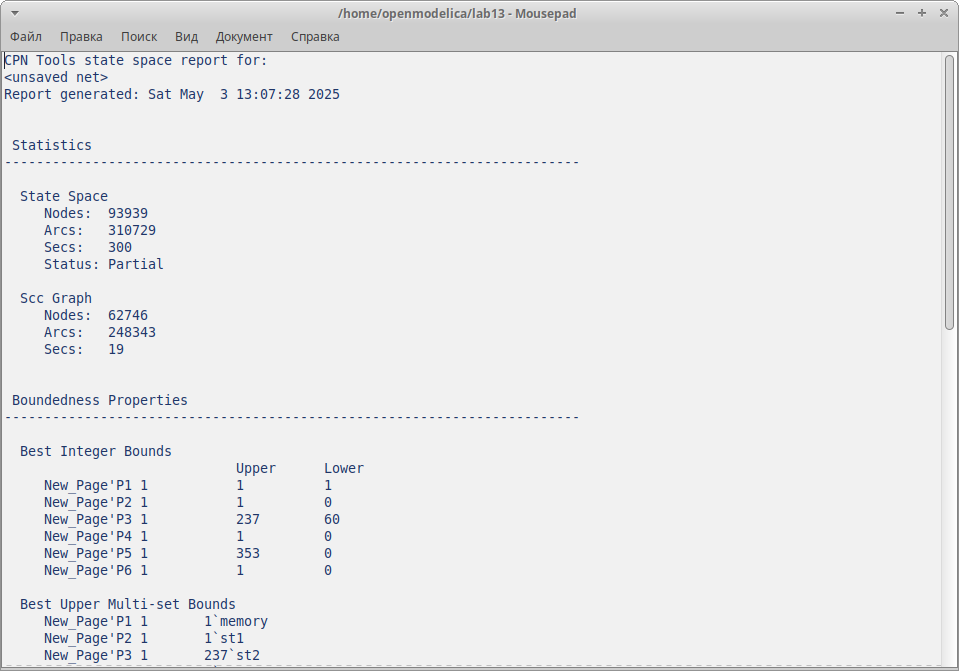 /home/openmodelica/lab13 - Mousepad
Файл Правка Поиск Вид Документ Справка
CPN Tools state space report for:
<unsaved net>
Report generated: Sat May  3 13:07:28 2025
Statistics
------------------------------------------------------------------------
State Space
Nodes:  93939
Arcs:   310729
Secs:   300
Status: Partial
Scc Graph
Nodes:  62746
Arcs:   248343
Secs:   19
Boundedness Properties
------------------------------------------------------------------------
Best Integer Bounds
Upper      Lower
New_Page'P1 1           1          1
New_Page'P2 1           1          0
New_Page'P3 1           237        60
New_Page'P4 1           1          0
New_Page'P5 1           353        0
New_Page'P6 1           1          0
Best Upper Multi-set Bounds
New_Page'P1 1       1`memory
New_Page'P2 1       1`st1
New_Page'P3 1       237`st2